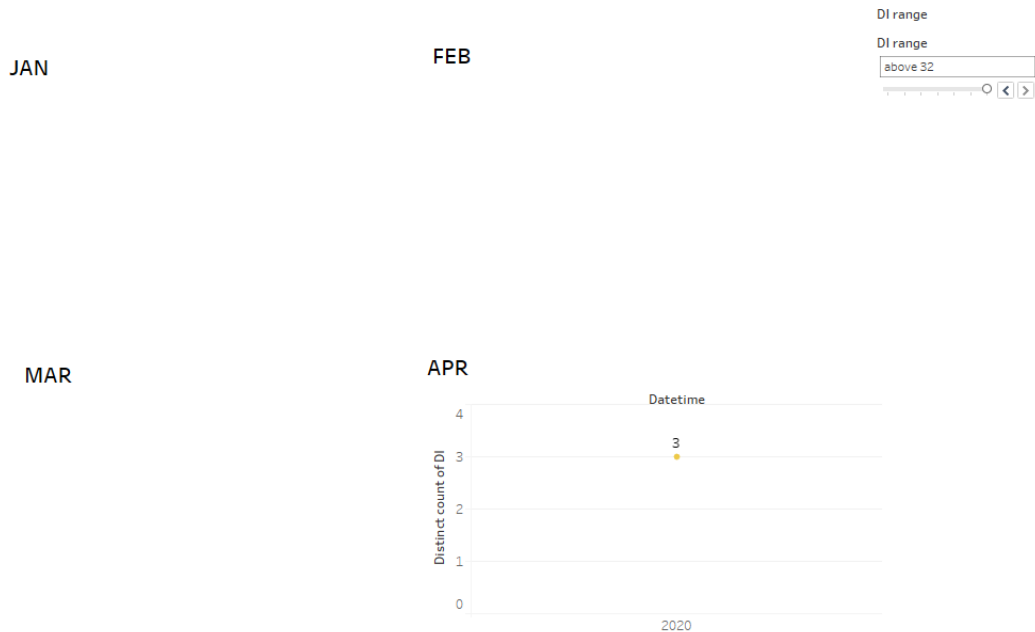 DI range
DI range
above 32
JAN
FEB
MAR
APR
Datetime
Distinct count of DI
4
3
2
1
0
3
2020